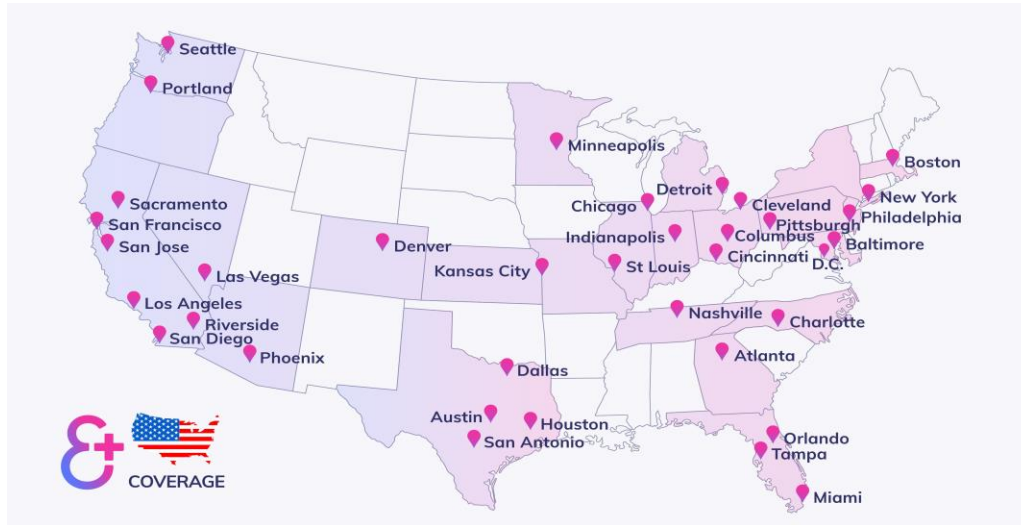 Seattle
Portland
Minneapolis
Boston
Detroit
New York
Sacramento
Chicago
Cleveland
San Francisco
Pittsburgh
Philadelphia
San Jose
Denver
Indianapolis
Columbus
Baltimore
Las Vegas
Kansas City
St Louis
Cincinnati
D.C.
Los Angeles
Nashville
Riverside
Charlotte
San Diego
Phoenix
Atlanta
Dallas
Austin
Houston
San Antonio
Orlando
Tampa
Miami
E+
COVERAGE